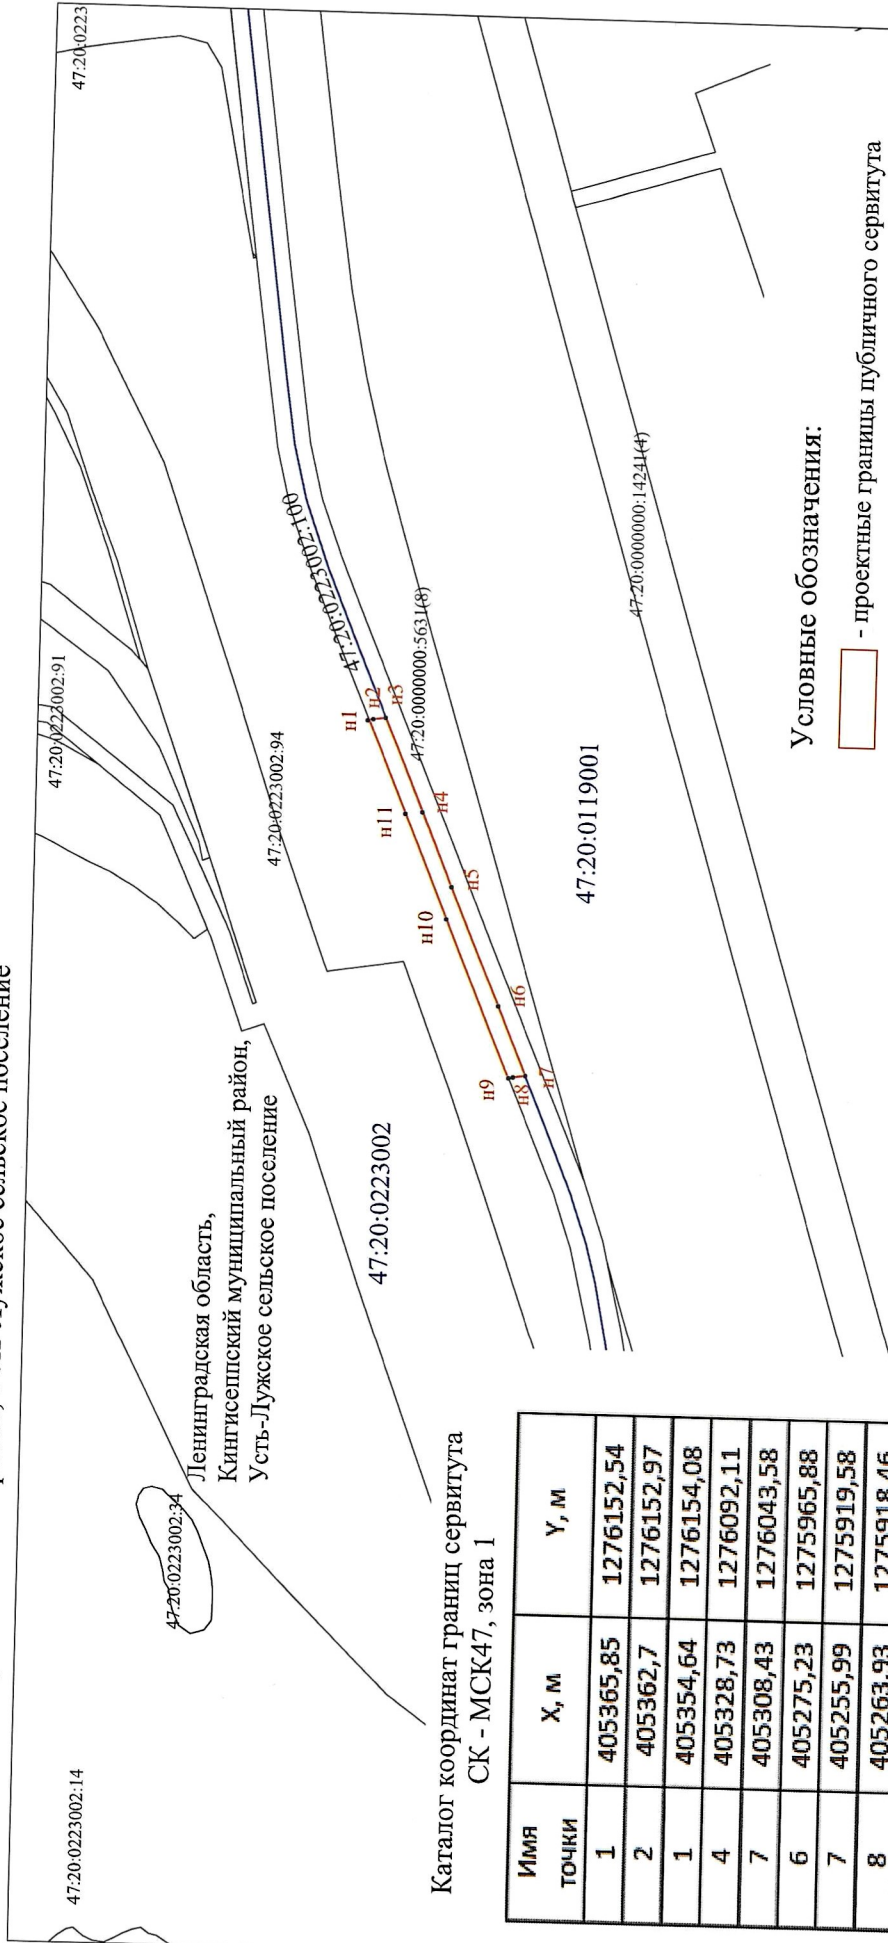 Усть-Лужское сельское поселение
47:20:0223002:14
47:20:0223002:34
Ленинградская область,
Кингисеппский муниципальный район,
Усть-Лужское сельское поселение
47:20:0223002:91
47:20:0223
47:20:0223002:94
47:20:0223002
47:20:0223002:100
н1
н2
н3
47:20:0000000:5631(8)
н11
н4
н10
н5
н9
н6
н8
н7
47:20:0119001
47:20:0000000:14241(4)
Каталог координат границ сервитута
СК - МСК47, зона 1
Имя точки X, м Y, м
1 405365,85 1276152,54
2 405362,7 1276152,97
1 405354,64 1276154,08
4 405328,73 1276092,11
7 405308,43 1276043,58
6 405275,23 1275965,88
7 405255,99 1275919,58
8 405263,93 1275918,46
Условные обозначения:
- проектные границы публичного сервитута